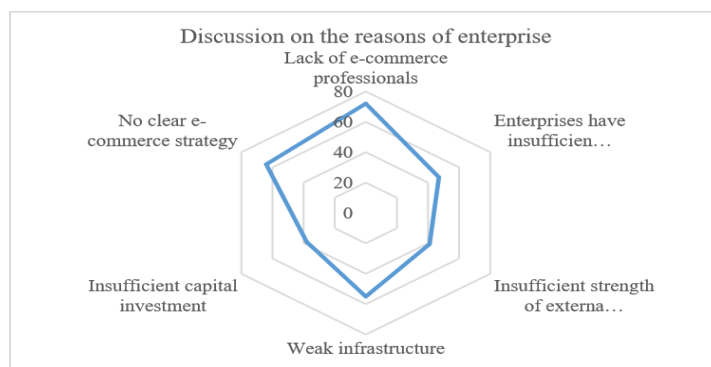 Discussion on the reasons of enterprise
Lack of e-commerce
professionals
80
60
40
20
0
Enterprises have
insufficien…
Insufficient strength
of externa…
Weak infrastructure
Insufficient capital
investment
No clear e-
commerce strategy